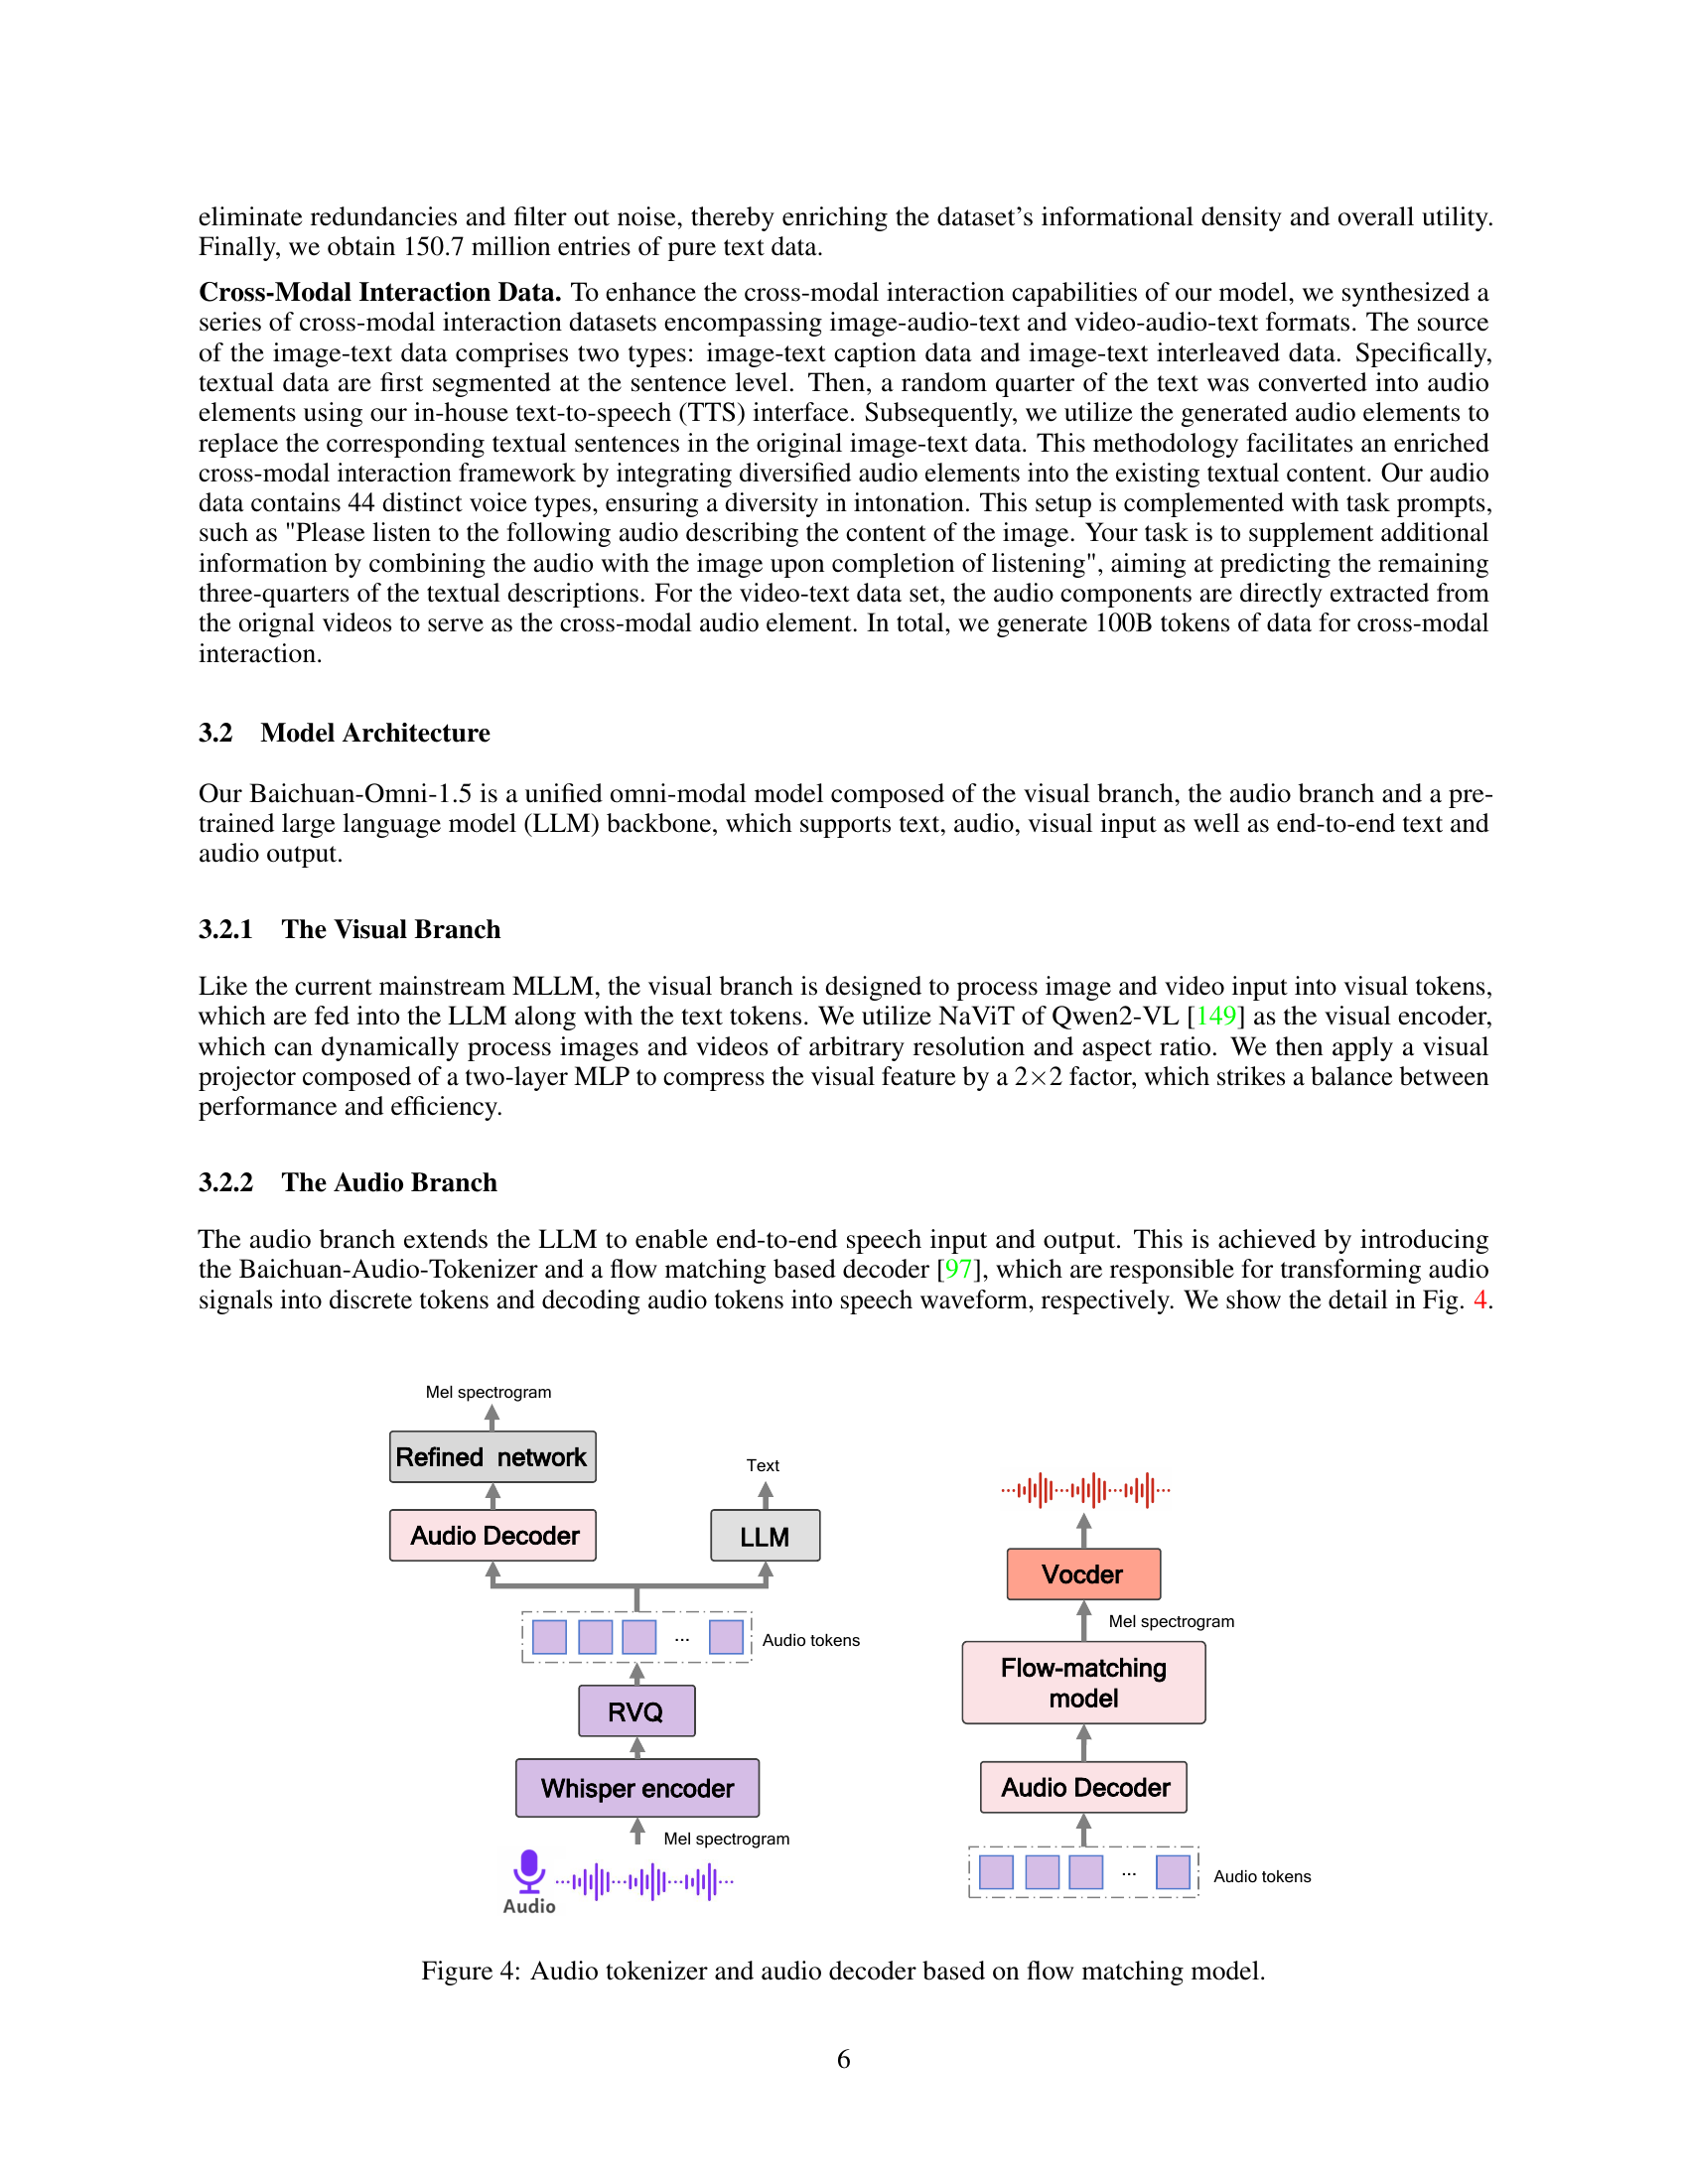 eliminate redundancies and filter out noise, thereby enriching the dataset's informational density and overall utility.
Finally, we obtain 150.7 million entries of pure text data.
Cross-Modal Interaction Data. To enhance the cross-modal interaction capabilities of our model, we synthesized a
series of cross-modal interaction datasets encompassing image-audio-text and video-audio-text formats. The source
of the image-text data comprises two types: image-text caption data and image-text interleaved data. Specifically,
textual data are first segmented at the sentence level. Then, a random quarter of the text was converted into audio
elements using our in-house text-to-speech (TTS) interface. Subsequently, we utilize the generated audio elements to
replace the corresponding textual sentences in the original image-text data. This methodology facilitates an enriched
cross-modal interaction framework by integrating diversified audio elements into the existing textual content. Our audio
data contains 44 distinct voice types, ensuring a diversity in intonation. This setup is complemented with task prompts,
such as "Please listen to the following audio describing the content of the image. Your task is to supplement additional
information by combining the audio with the image upon completion of listening", aiming at predicting the remaining
three-quarters of the textual descriptions. For the video-text data set, the audio components are directly extracted from
the orignal videos to serve as the cross-modal audio element. In total, we generate 100B tokens of data for cross-modal
interaction.
3.2 Model Architecture
Our Baichuan-Omni-1.5 is a unified omni-modal model composed of the visual branch, the audio branch and a pre-
trained large language model (LLM) backbone, which supports text, audio, visual input as well as end-to-end text and
audio output.
3.2.1 The Visual Branch
Like the current mainstream MLLM, the visual branch is designed to process image and video input into visual tokens,
which are fed into the LLM along with the text tokens. We utilize NaViT of Qwen2-VL [149] as the visual encoder,
which can dynamically process images and videos of arbitrary resolution and aspect ratio. We then apply a visual
projector composed of a two-layer MLP to compress the visual feature by a 2×2 factor, which strikes a balance between
performance and efficiency.
3.2.2 The Audio Branch
The audio branch extends the LLM to enable end-to-end speech input and output. This is achieved by introducing
the Baichuan-Audio-Tokenizer and a flow matching based decoder [97], which are responsible for transforming audio
signals into discrete tokens and decoding audio tokens into speech waveform, respectively. We show the detail in Fig. 4.
Mel spectrogram
Refined network
Audio Decoder
Text
LLM
...
Audio tokens
RVQ
Whisper encoder
Mel spectrogram
Audio
Vocder
Mel spectrogram
Flow-matching
model
Audio Decoder
...
Audio tokens
Figure 4: Audio tokenizer and audio decoder based on flow matching model.
6